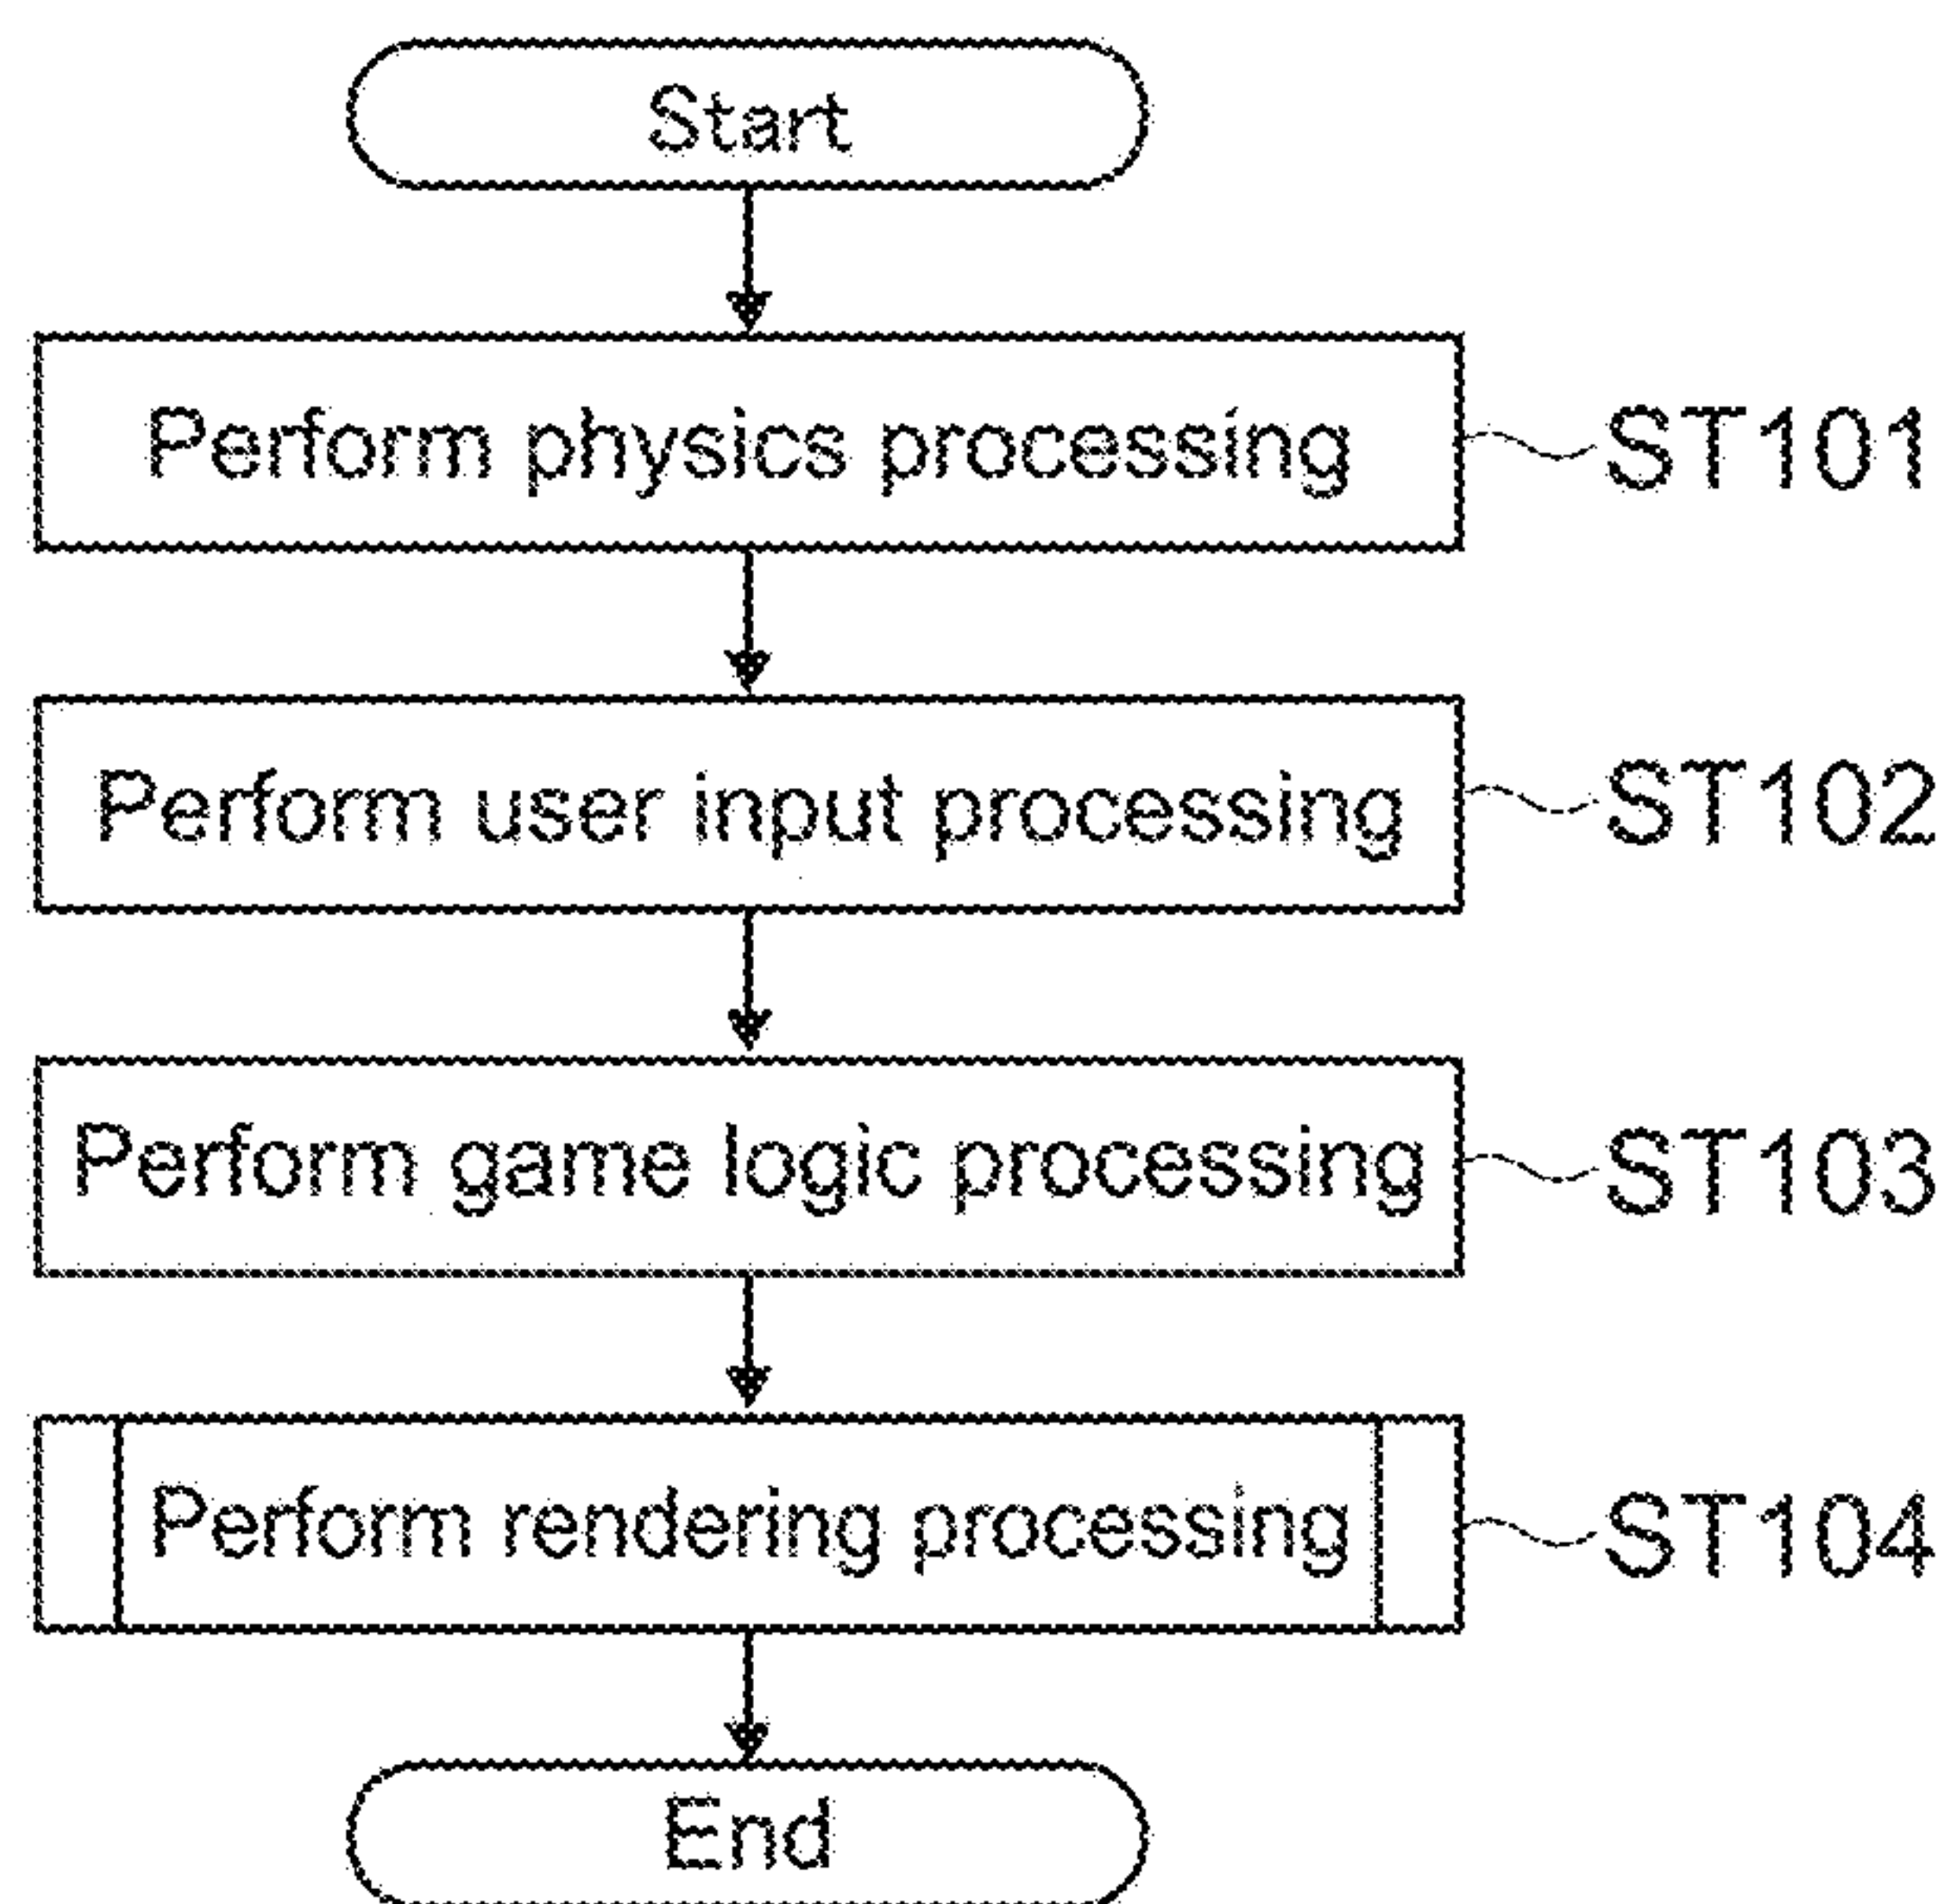 Start
Perform physics processing ST101
Perform user input processing ST102
Perform game logic processing ST103
Perform rendering processing ST104
End